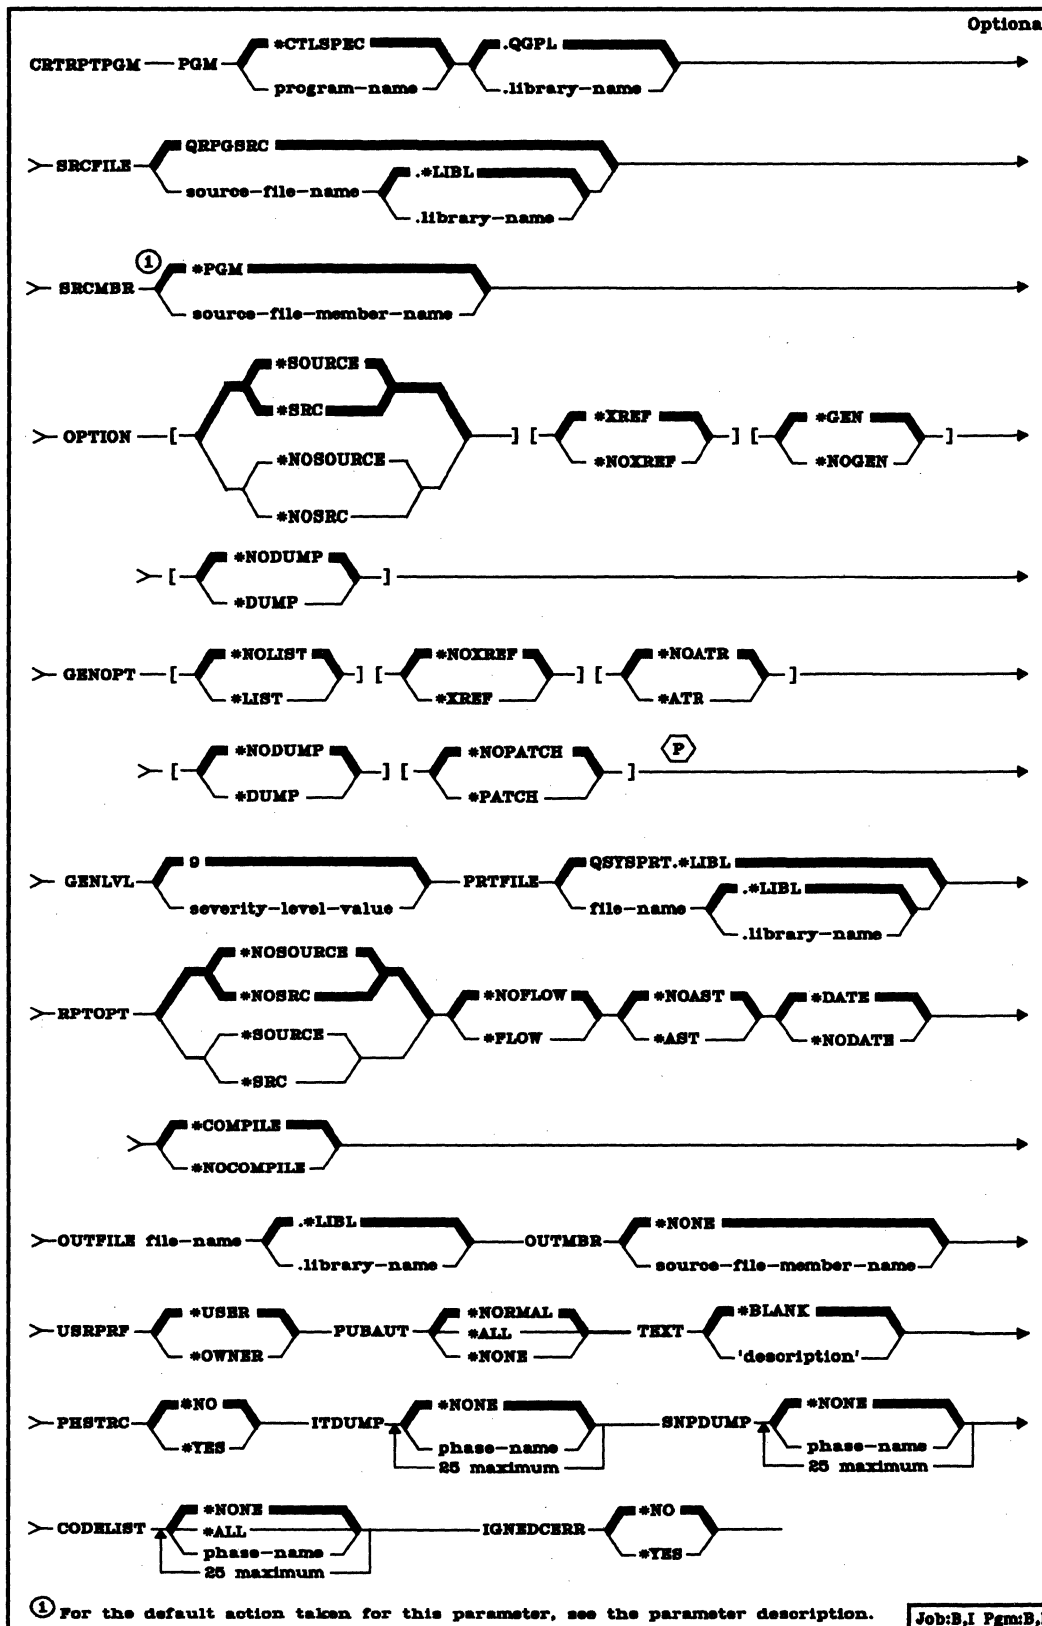 Optiona
*CTLSPEC .QGPL
CRTRPTPGM PGM
program-name .library-name
QRPGSRC
SRCFILE .*LIBL
source-file-name
.library-name
1 *PGM
SRCMBR
source-file-member-name
*SOURCE
*SRC *XREF *GEN
OPTION [ ] [ ] [ ]
*NOSOURCE *NOXREF *NOGEN
*NOSRC
*NODUMP
[ ]
*DUMP
*NOLIST *NOXREF *NOATR
GENOPT [ ] [ ] [ ]
*LIST *XREF *ATR
*NODUMP *NOPATCH P
[ ] [ ]
*DUMP *PATCH
9 QSYSPRT.*LIBL
GENLVL PRTFILE .*LIBL
severity-level-value file-name
.library-name
*NOSOURCE
*NOSRC *NOFLOW *NOAST *DATE
RPTOPT
*SOURCE *FLOW *AST *NODATE
*SRC
*COMPILE
*NOCOMPILE
.*LIBL *NONE
OUTFILE file-name OUTMBR
.library-name source-file-member-name
*USER *NORMAL *BLANK
USRPRF PUBAUT *ALL TEXT
*OWNER *NONE 'description'
*NO *NONE *NONE
PHSTRC ITDUMP SNPDUMP
*YES phase-name phase-name
25 maximum 25 maximum
*NONE *NO
CODELIST *ALL IGNEDCERR
phase-name *YES
25 maximum
1 For the default action taken for this parameter, see the parameter description.
Job:B,I Pgm:B,